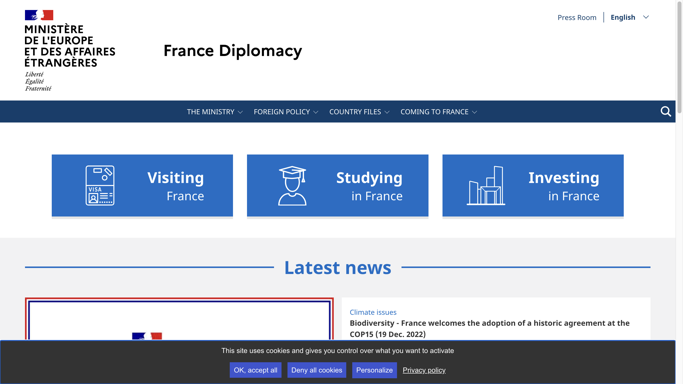 MINISTÈRE
DE L'EUROPE
ET DES AFFAIRES
ÉTRANGÈRES
Liberté
Égalité
Fraternité
France Diplomacy
Press Room
English
THE MINISTRY
FOREIGN POLICY
COUNTRY FILES
COMING TO FRANCE
VISA
Visiting
France
Studying
in France
Investing
in France
Latest news
Climate issues
Biodiversity - France welcomes the adoption of a historic agreement at the
COP15 (19 Dec. 2022)
This site uses cookies and gives you control over what you want to activate
OK, accept all
Deny all cookies
Personalize
Privacy policy